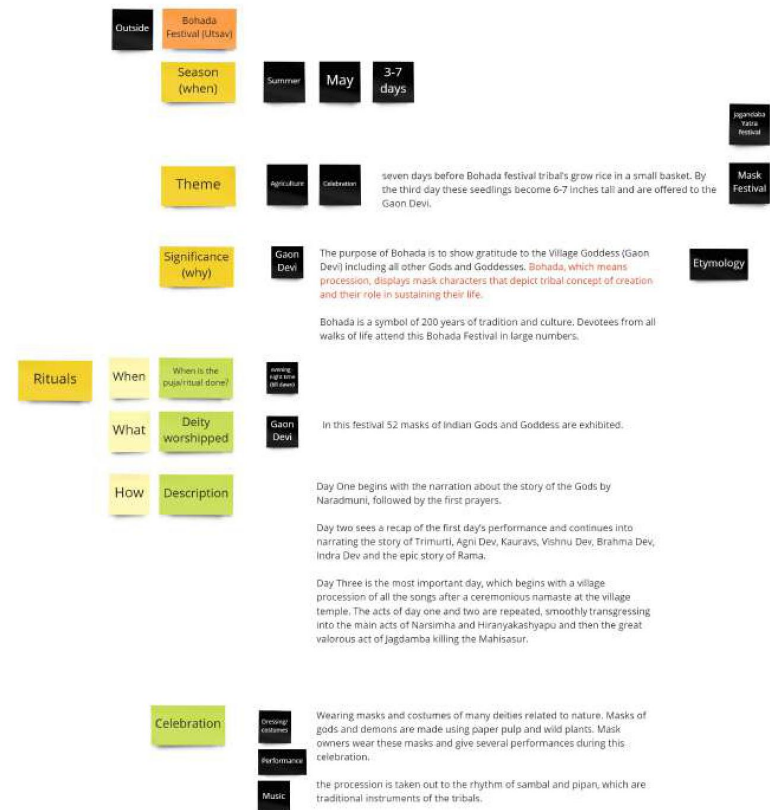 Outside
Bohada
Festival (Utsav)
Season
(when)
Summer
May
3-7
days
Jagandaba
Yatra
festival
Theme
Agriculture
Celebration
seven days before Bohada festival tribal's grow rice in a small basket. By
the third day these seedlings become 6-7 inches tall and are offered to the
Gaon Devi.
Mask
Festival
Significance
(why)
Gaon
Devi
The purpose of Bohada is to show gratitude to the Village Goddess (Gaon
Devi) including all other Gods and Goddesses. Bohada, which means
procession, displays mask characters that depict tribal concept of creation
and their role in sustaining their life.
Etymology
Bohada is a symbol of 200 years of tradition and culture. Devotees from all
walks of life attend this Bohada Festival in large numbers.
Rituals
When
When is the
puja/ritual done?
evening
night time
(till dawn)
What
Deity
worshipped
Gaon
Devi
In this festival 52 masks of Indian Gods and Goddess are exhibited.
How
Description
Day One begins with the narration about the story of the Gods by
Naradmuni, followed by the first prayers.
Day two sees a recap of the first day's performance and continues into
narrating the story of Trimurti, Agni Dev, Kauravs, Vishnu Dev, Brahma Dev,
Indra Dev and the epic story of Rama.
Day Three is the most important day, which begins with a village
procession of all the songs after a ceremonious namaste at the village
temple. The acts of day one and two are repeated, smoothly transgressing
into the main acts of Narsimha and Hiranyakashyapu and then the great
valorous act of Jagdamba killing the Mahisasur.
Celebration
Dressing/
costumes
Wearing masks and costumes of many deities related to nature. Masks of
gods and demons are made using paper pulp and wild plants. Mask
owners wear these masks and give several performances during this
celebration.
Performance
Music
the procession is taken out to the rhythm of sambal and pipan, which are
traditional instruments of the tribals.